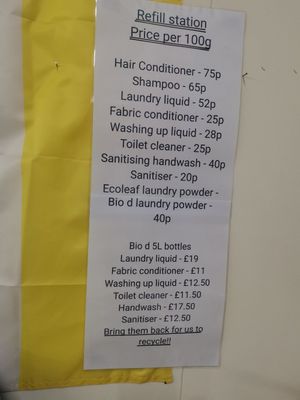 Refill station
Price per 100g
Hair Conditioner - 75p
Shampoo - 65p
Laundry liquid - 52p
Fabric conditioner - 25p
Washing up liquid - 28p
Toilet cleaner - 25p
Sanitising handwash - 40p
Sanitiser - 20p
Ecoleaf laundry powder -
Bio d laundry powder -
40p
Bio d 5L bottles
Laundry liquid - £19
Fabric conditioner - £11
Washing up liquid - £12.50
Toilet cleaner - £11.50
Handwash - £17.50
Sanitiser - £12.50
Bring them back for us to
recycle!!